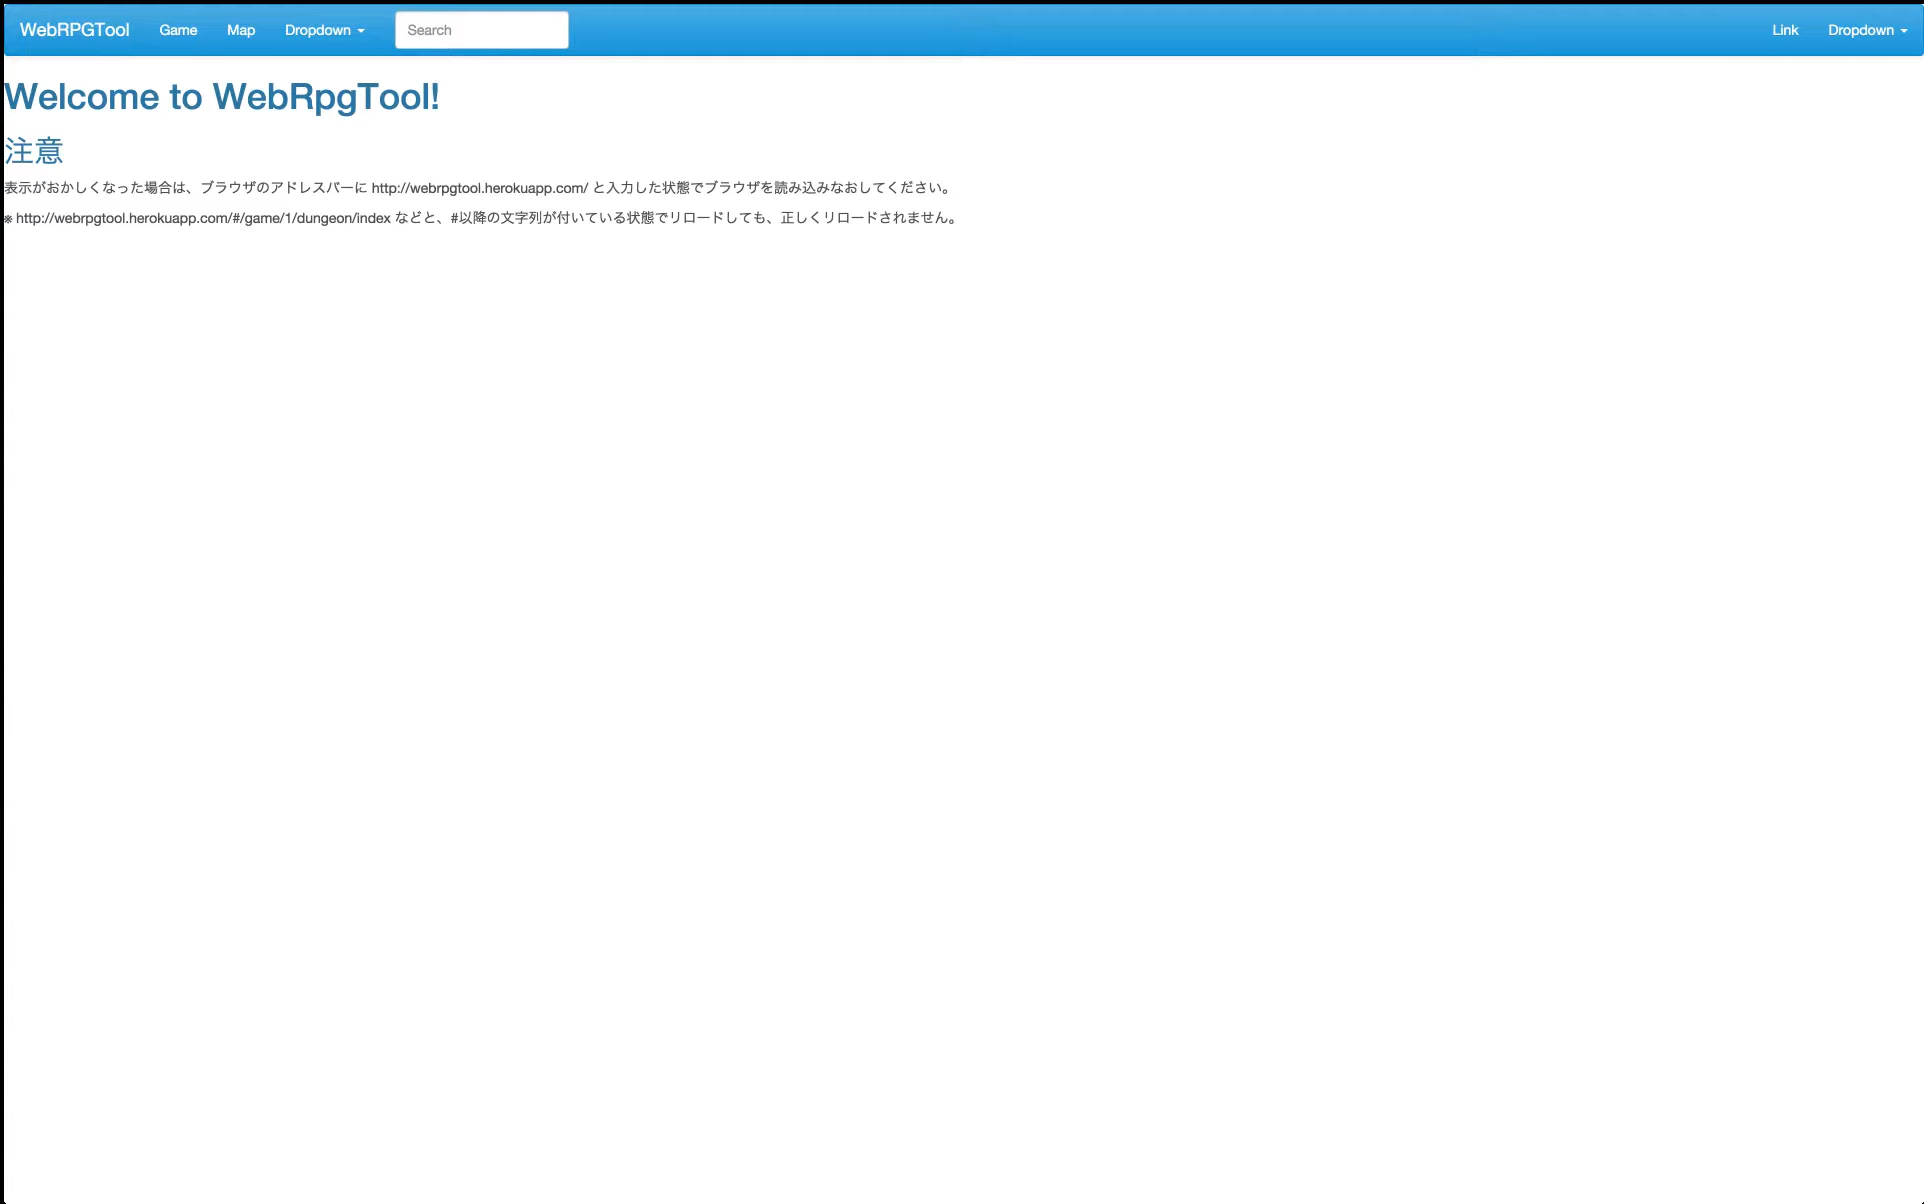 WebRPGTool Game Map Dropdown Search Link Dropdown
Welcome to WebRpgTool!
注意
表示がおかしくなった場合は、ブラウザのアドレスバーに http://webrpgtool.herokuapp.com/ と入力した状態でブラウザを読み込みなおしてください。
※ http://webrpgtool.herokuapp.com/#/game/1/dungeon/index などと、#以降の文字列が付いている状態でリロードしても、正しくリロードされません。